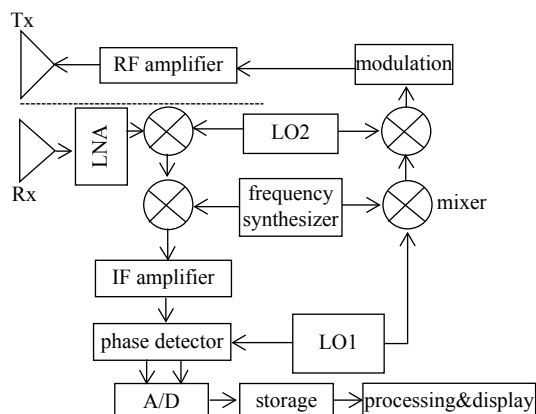 Tx
RF amplifier
modulation
LNA
LO2
Rx
frequency
synthesizer
mixer
IF amplifier
phase detector
LO1
A/D
storage
processing&display